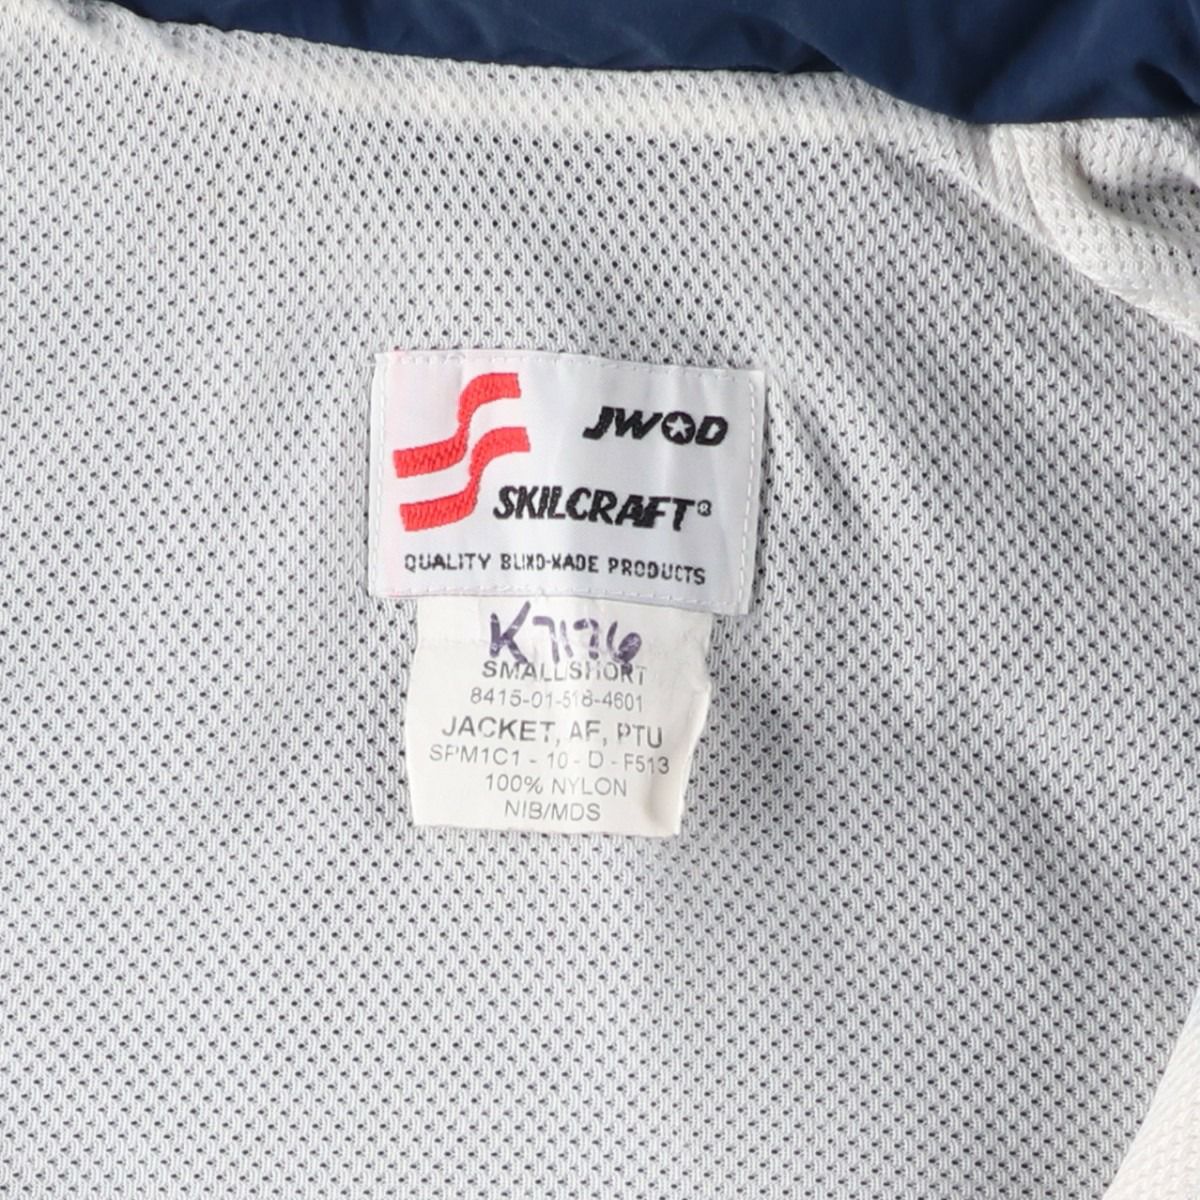 JWOD
SKILCRAFT®
QUALITY BLIND-MADE PRODUCTS
K7176
SMALL SHORT
8415-01-518-4601
JACKET, AF, PTU
SPM1C1 - 10 - D - F513
100% NYLON
NIB/MDS